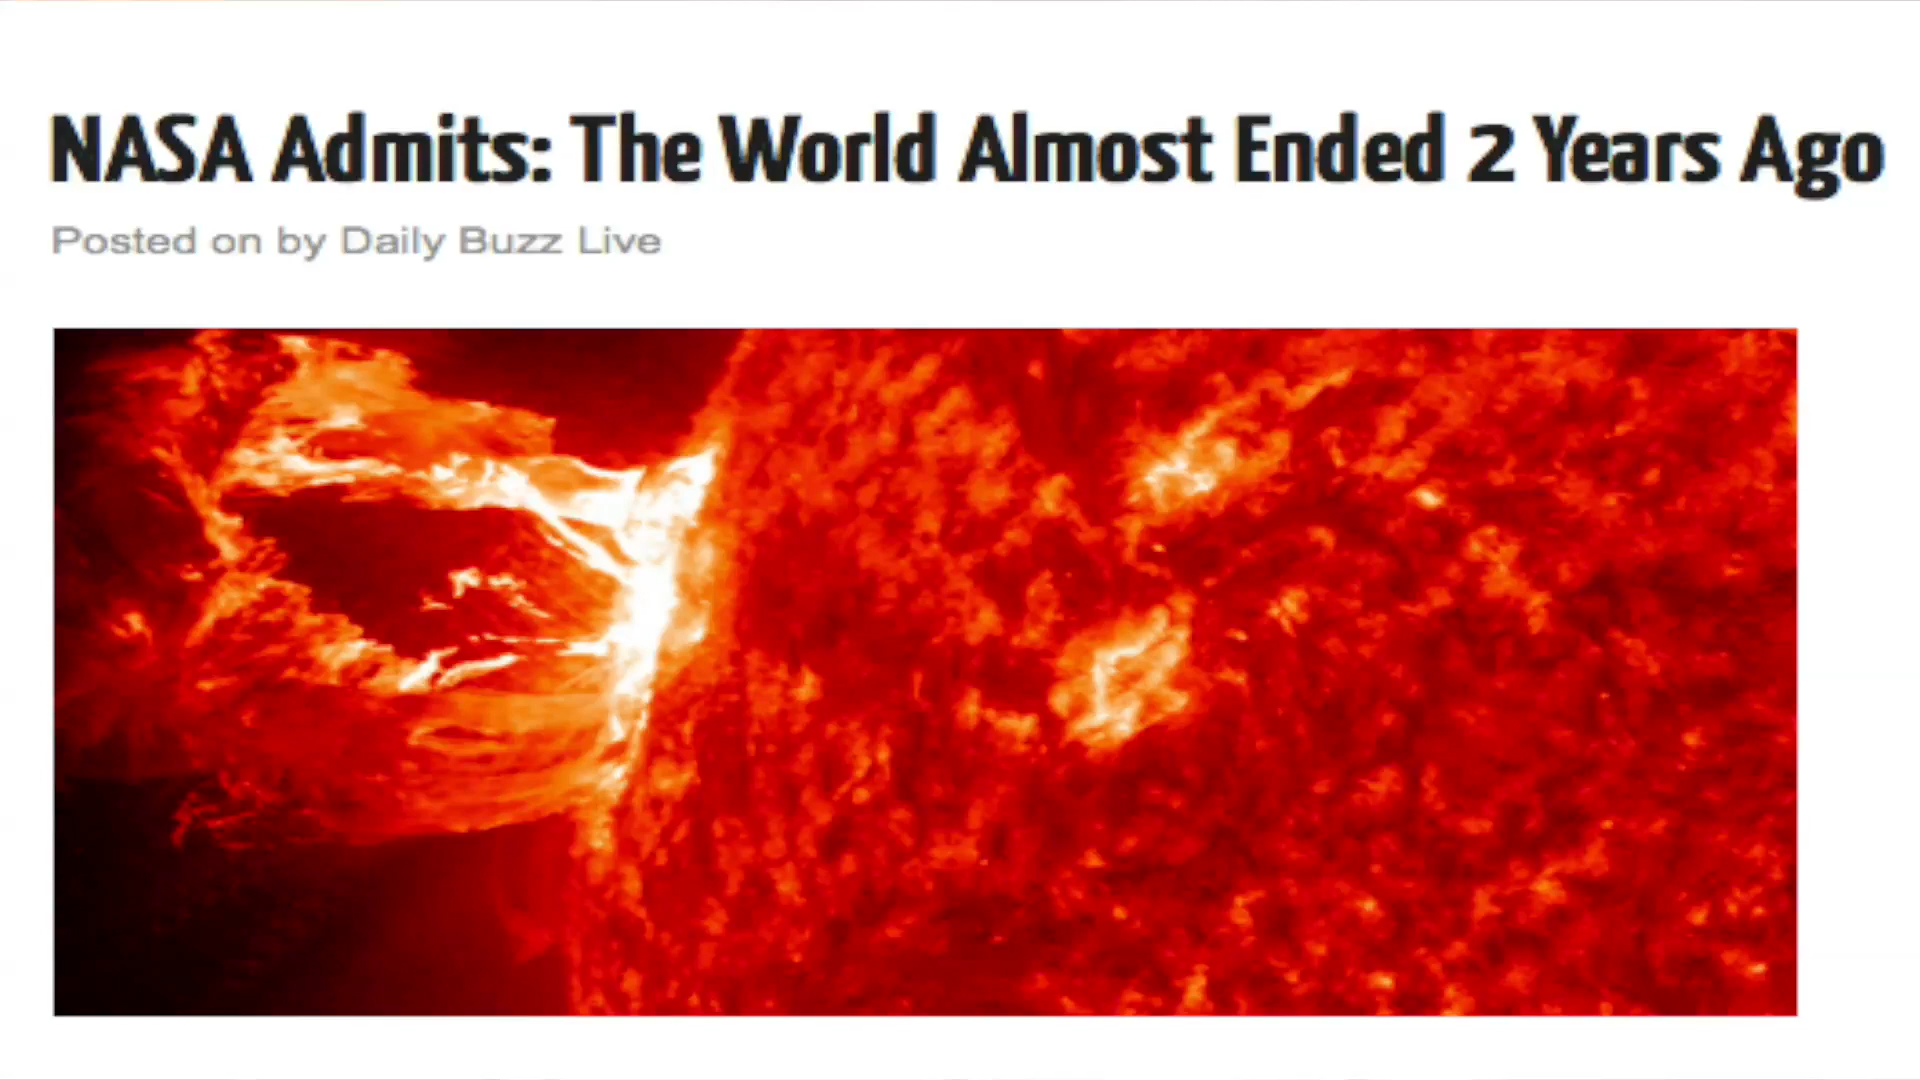 NASA Admits: The World Almost Ended 2 Years Ago
Posted on by Daily Buzz Live